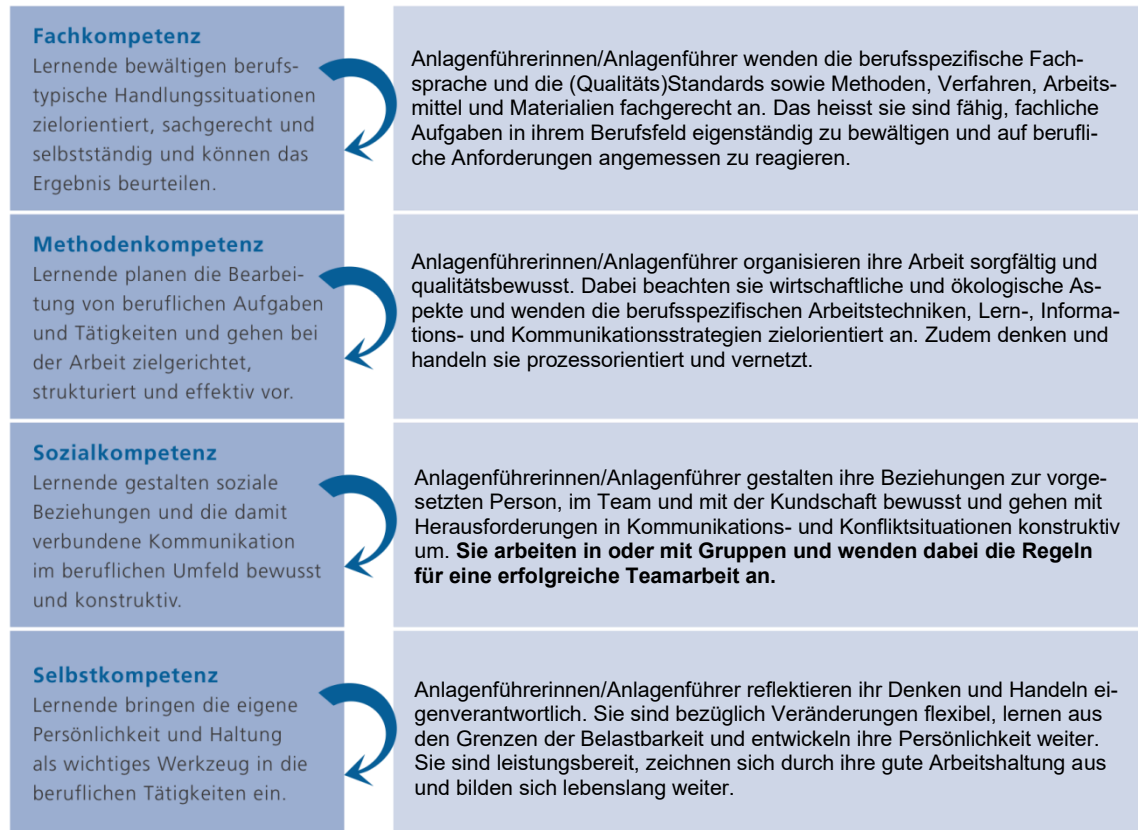 Fachkompetenz
Lernende bewältigen berufs-
typische Handlungssituationen
zielorientiert, sachgerecht und
selbstständig und können das
Ergebnis beurteilen.
Anlagenführerinnen/Anlagenführer wenden die berufsspezifische Fach-
sprache und die (Qualitäts)Standards sowie Methoden, Verfahren, Arbeits-
mittel und Materialien fachgerecht an. Das heisst sie sind fähig, fachliche
Aufgaben in ihrem Berufsfeld eigenständig zu bewältigen und auf berufli-
che Anforderungen angemessen zu reagieren.
Methodenkompetenz
Lernende planen die Bearbei-
tung von beruflichen Aufgaben
und Tätigkeiten und gehen bei
der Arbeit zielgerichtet,
strukturiert und effektiv vor.
Anlagenführerinnen/Anlagenführer organisieren ihre Arbeit sorgfältig und
qualitätsbewusst. Dabei beachten sie wirtschaftliche und ökologische As-
pekte und wenden die berufsspezifischen Arbeitstechniken, Lern-, Informa-
tions- und Kommunikationsstrategien zielorientiert an. Zudem denken und
handeln sie prozessorientiert und vernetzt.
Sozialkompetenz
Lernende gestalten soziale
Beziehungen und die damit
verbundene Kommunikation
im beruflichen Umfeld bewusst
und konstruktiv.
Anlagenführerinnen/Anlagenführer gestalten ihre Beziehungen zur vorge-
setzten Person, im Team und mit der Kundschaft bewusst und gehen mit
Herausforderungen in Kommunikations- und Konfliktsituationen konstruktiv
um. Sie arbeiten in oder mit Gruppen und wenden dabei die Regeln
für eine erfolgreiche Teamarbeit an.
Selbstkompetenz
Lernende bringen die eigene
Persönlichkeit und Haltung
als wichtiges Werkzeug in die
beruflichen Tätigkeiten ein.
Anlagenführerinnen/Anlagenführer reflektieren ihr Denken und Handeln ei-
genverantwortlich. Sie sind bezüglich Veränderungen flexibel, lernen aus
den Grenzen der Belastbarkeit und entwickeln ihre Persönlichkeit weiter.
Sie sind leistungsbereit, zeichnen sich durch ihre gute Arbeitshaltung aus
und bilden sich lebenslang weiter.